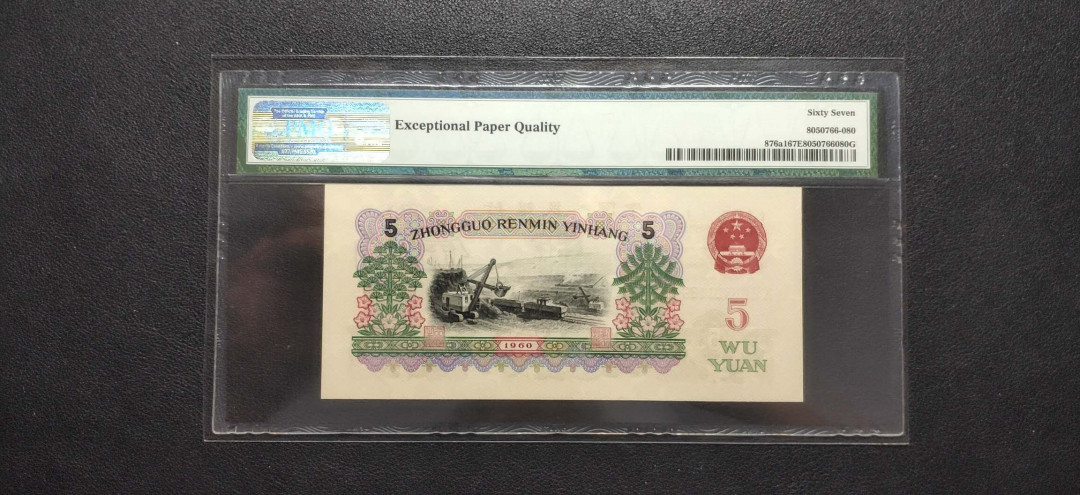 Exceptional Paper Quality
Sixty Seven
8050766-080
876a167E8050766080G
5 ZHONGGUO RENMIN YINHANG 5
5
1960
WU
YUAN